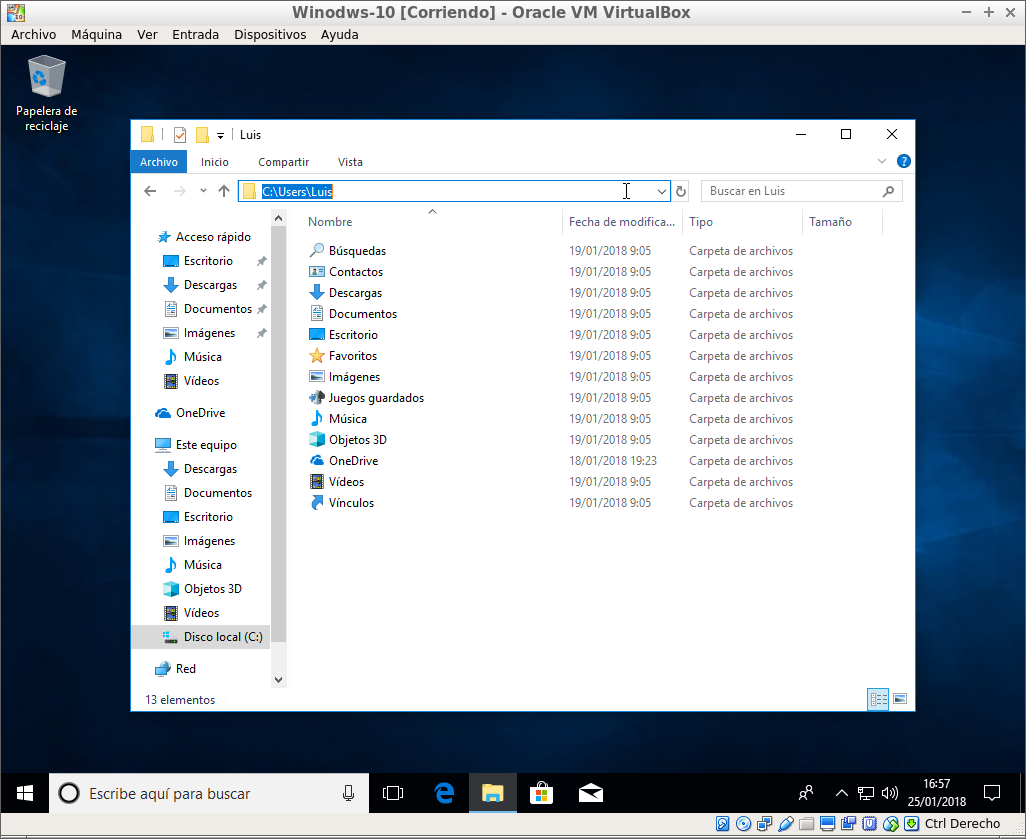 Winodws-10 [Corriendo] - Oracle VM VirtualBox
Archivo Máquina Ver Entrada Dispositivos Ayuda
Papelera de
reciclaje
Luis
Archivo Inicio Compartir Vista
C:\Users\Luis Buscar en Luis
Nombre Fecha de modifica... Tipo Tamaño
Acceso rápido
Escritorio
Descargas
Documentos
Imágenes
Música
Vídeos
OneDrive
Este equipo
Descargas
Documentos
Escritorio
Imágenes
Música
Objetos 3D
Vídeos
Disco local (C:)
Red
Búsquedas 19/01/2018 9:05 Carpeta de archivos
Contactos 19/01/2018 9:05 Carpeta de archivos
Descargas 19/01/2018 9:05 Carpeta de archivos
Documentos 19/01/2018 9:05 Carpeta de archivos
Escritorio 19/01/2018 9:05 Carpeta de archivos
Favoritos 19/01/2018 9:05 Carpeta de archivos
Imágenes 19/01/2018 9:05 Carpeta de archivos
Juegos guardados 19/01/2018 9:05 Carpeta de archivos
Música 19/01/2018 9:05 Carpeta de archivos
Objetos 3D 19/01/2018 9:05 Carpeta de archivos
OneDrive 18/01/2018 19:23 Carpeta de archivos
Vídeos 19/01/2018 9:05 Carpeta de archivos
Vínculos 19/01/2018 9:05 Carpeta de archivos
13 elementos
Escribe aquí para buscar
16:57
25/01/2018
Ctrl Derecho